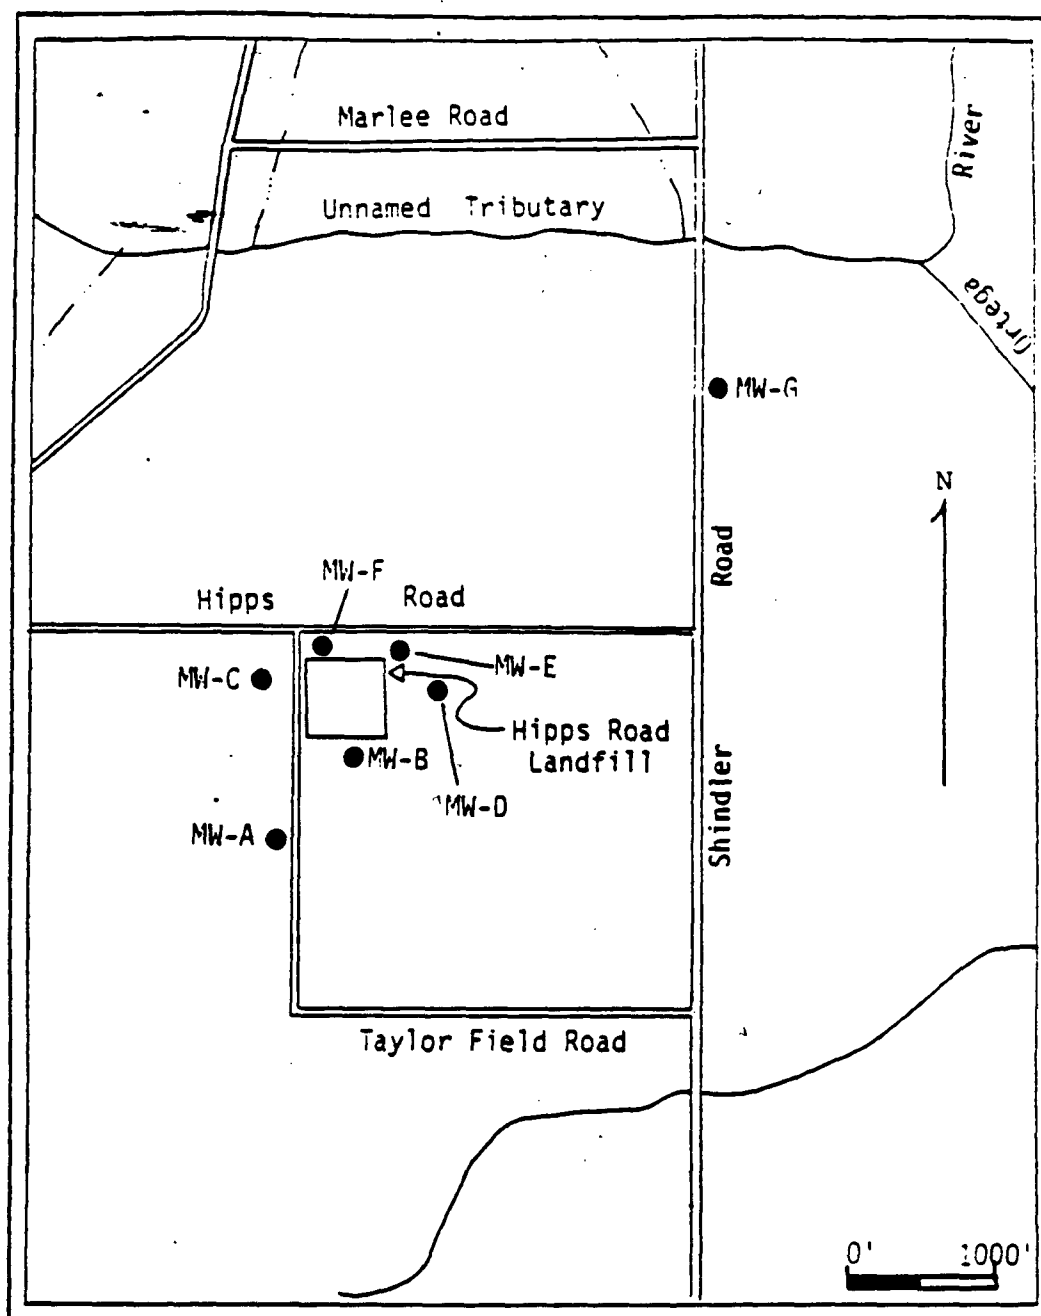 Marlee Road
River
Unnamed Tributary
Ortega
MW-G
N
Road
MW-F
Hipps Road
MW-E
MW-C
Hipps Road
Landfill
MW-B
MW-D
Shindler
MW-A
Taylor Field Road
0' 1000'